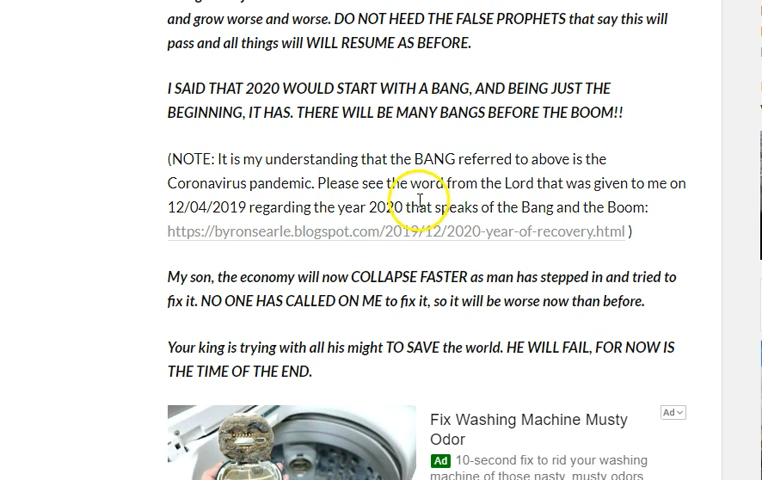 and grow worse and worse. DO NOT HEED THE FALSE PROPHETS that say this will
pass and all things will WILL RESUME AS BEFORE.
I SAID THAT 2020 WOULD START WITH A BANG, AND BEING JUST THE
BEGINNING, IT HAS. THERE WILL BE MANY BANGS BEFORE THE BOOM!!
(NOTE: It is my understanding that the BANG referred to above is the
Coronavirus pandemic. Please see the word from the Lord that was given to me on
12/04/2019 regarding the year 2020 that speaks of the Bang and the Boom:
https://byronsearle.blogspot.com/2019/12/2020-year-of-recovery.html )
My son, the economy will now COLLAPSE FASTER as man has stepped in and tried to
fix it. NO ONE HAS CALLED ON ME to fix it, so it will be worse now than before.
Your king is trying with all his might TO SAVE the world. HE WILL FAIL, FOR NOW IS
THE TIME OF THE END.
Fix Washing Machine Musty
Odor
Ad
Ad 10-second fix to rid your washing
machine of those nasty, musty odors